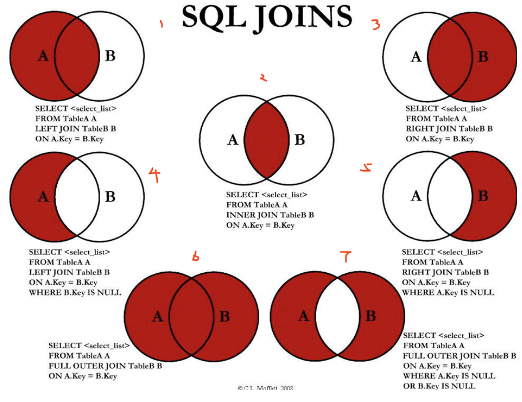 SQL JOINS
1
A B
SELECT <select_list>
FROM TableA A
LEFT JOIN TableB B
ON A.Key = B.Key
2
A B
SELECT <select_list>
FROM TableA A
INNER JOIN TableB B
ON A.Key = B.Key
3
A B
SELECT <select_list>
FROM TableA A
RIGHT JOIN TableB B
ON A.Key = B.Key
4
A B
SELECT <select_list>
FROM TableA A
LEFT JOIN TableB B
ON A.Key = B.Key
WHERE B.Key IS NULL
5
A B
SELECT <select_list>
FROM TableA A
RIGHT JOIN TableB B
ON A.Key = B.Key
WHERE A.Key IS NULL
6
A B
SELECT <select_list>
FROM TableA A
FULL OUTER JOIN TableB B
ON A.Key = B.Key
7
A B
SELECT <select_list>
FROM TableA A
FULL OUTER JOIN TableB B
ON A.Key = B.Key
WHERE A.Key IS NULL
OR B.Key IS NULL
© C.L. Moffatt, 2008